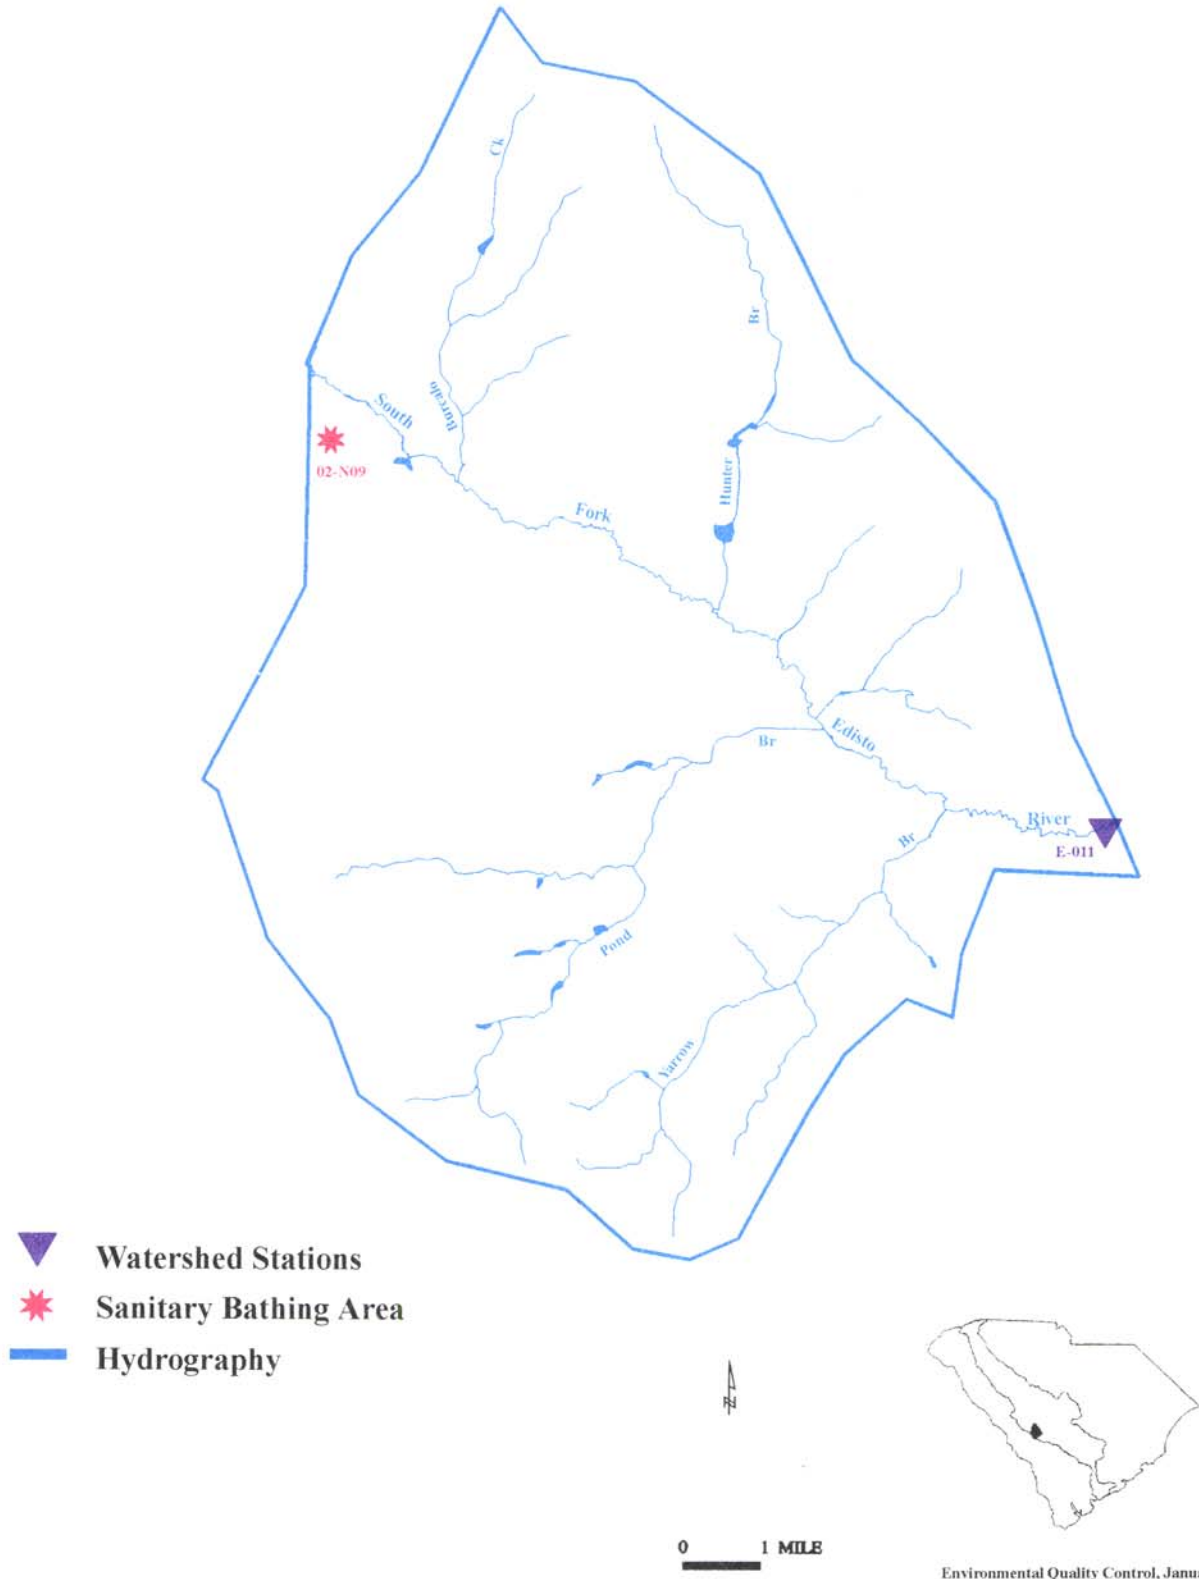 Ck
Br
South
Burcalo
02-N09
Hunter
Fork
Edisto
Br
River
E-011
Br
Pond
Yarrow
Watershed Stations
Sanitary Bathing Area
Hydrography
N
0 1 MILE
Environmental Quality Control, Janu